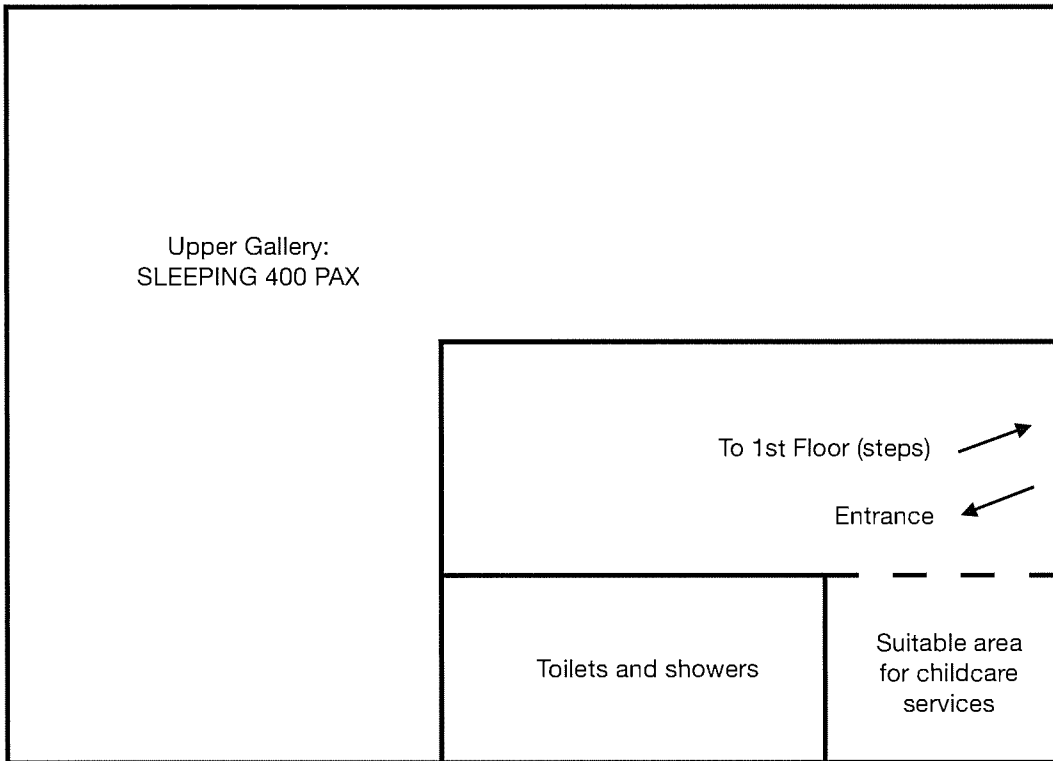 Upper Gallery:
SLEEPING 400 PAX
To 1st Floor (steps)
Entrance
Toilets and showers
Suitable area
for childcare
services